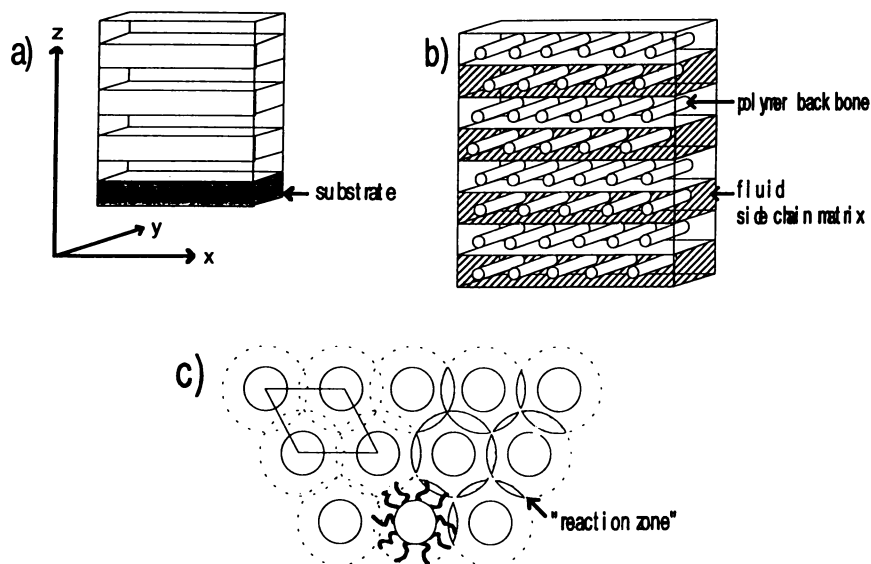 a)
z
substrate
y
x
b)
polymer backbone
fluid
side chain matrix
c)
"reaction zone"